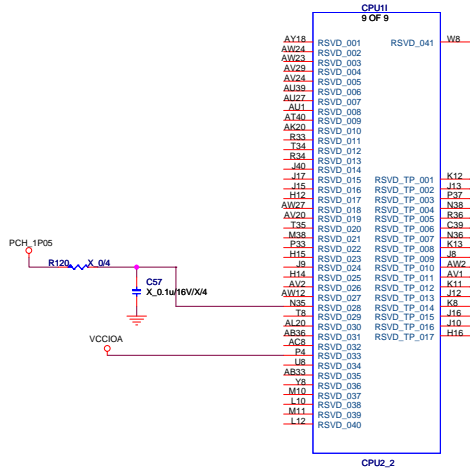 CPU1I
9 OF 9
AY18 RSVD_001 RSVD_041 W8
AW24 RSVD_002
AW23 RSVD_003
AV29 RSVD_004
AV24 RSVD_005
AU39 RSVD_006
AU27 RSVD_007
AU1 RSVD_008
AT40 RSVD_009
AK20 RSVD_010
R33 RSVD_011
T34 RSVD_012
R34 RSVD_013
J40 RSVD_014
J17 RSVD_015 RSVD_TP_001 K12
J15 RSVD_016 RSVD_TP_002 J13
H12 RSVD_017 RSVD_TP_003 P37
AW27 RSVD_018 RSVD_TP_004 N38
AV20 RSVD_019 RSVD_TP_005 R36
T35 RSVD_020 RSVD_TP_006 C39
M38 RSVD_021 RSVD_TP_007 N36
P33 RSVD_022 RSVD_TP_008 K13
H15 RSVD_023 RSVD_TP_009 J8
J9 RSVD_024 RSVD_TP_010 AW2
H14 RSVD_025 RSVD_TP_011 AV1
AV2 RSVD_026 RSVD_TP_012 K11
AW12 RSVD_027 RSVD_TP_013 J12
N35 RSVD_028 RSVD_TP_014 K8
T8 RSVD_029 RSVD_TP_015 J16
AL20 RSVD_030 RSVD_TP_016 J10
AB36 RSVD_031 RSVD_TP_017 H16
AC8 RSVD_032
P4 RSVD_033
U8 RSVD_034
AB33 RSVD_035
Y8 RSVD_036
M10 RSVD_037
L10 RSVD_038
M11 RSVD_039
L12 RSVD_040
PCH_1P05
R120 X_0/4
C57
X_0.1u/16V/X/4
VCCIOA
CPU2_2